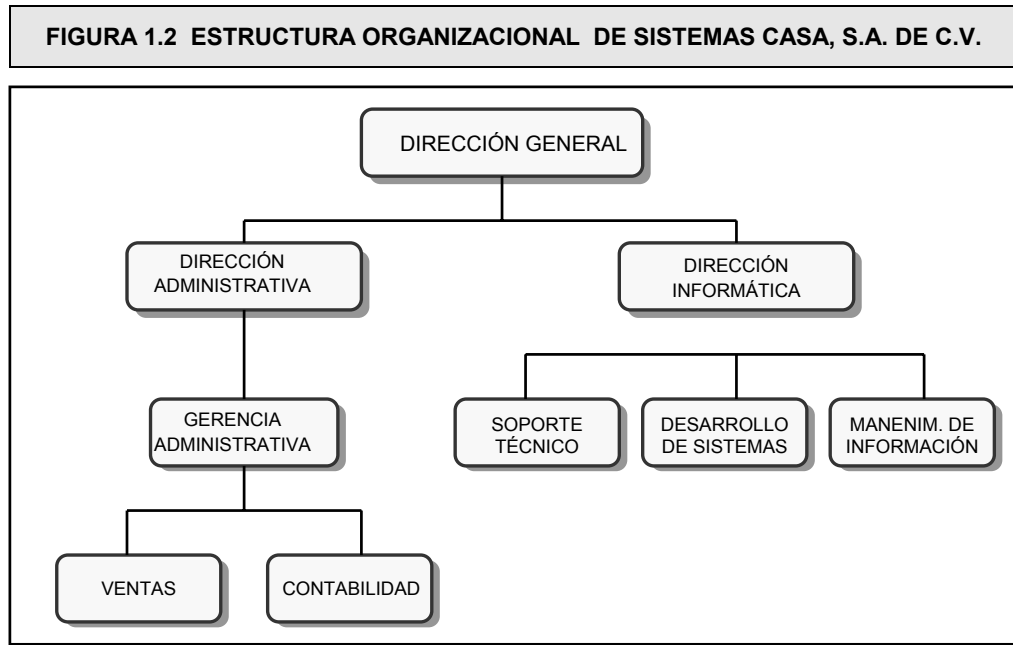 FIGURA 1.2 ESTRUCTURA ORGANIZACIONAL DE SISTEMAS CASA, S.A. DE C.V.
DIRECCIÓN GENERAL
DIRECCIÓN
ADMINISTRATIVA
DIRECCIÓN
INFORMÁTICA
GERENCIA
ADMINISTRATIVA
SOPORTE
TÉCNICO
DESARROLLO
DE SISTEMAS
MANENIM. DE
INFORMACIÓN
VENTAS
CONTABILIDAD